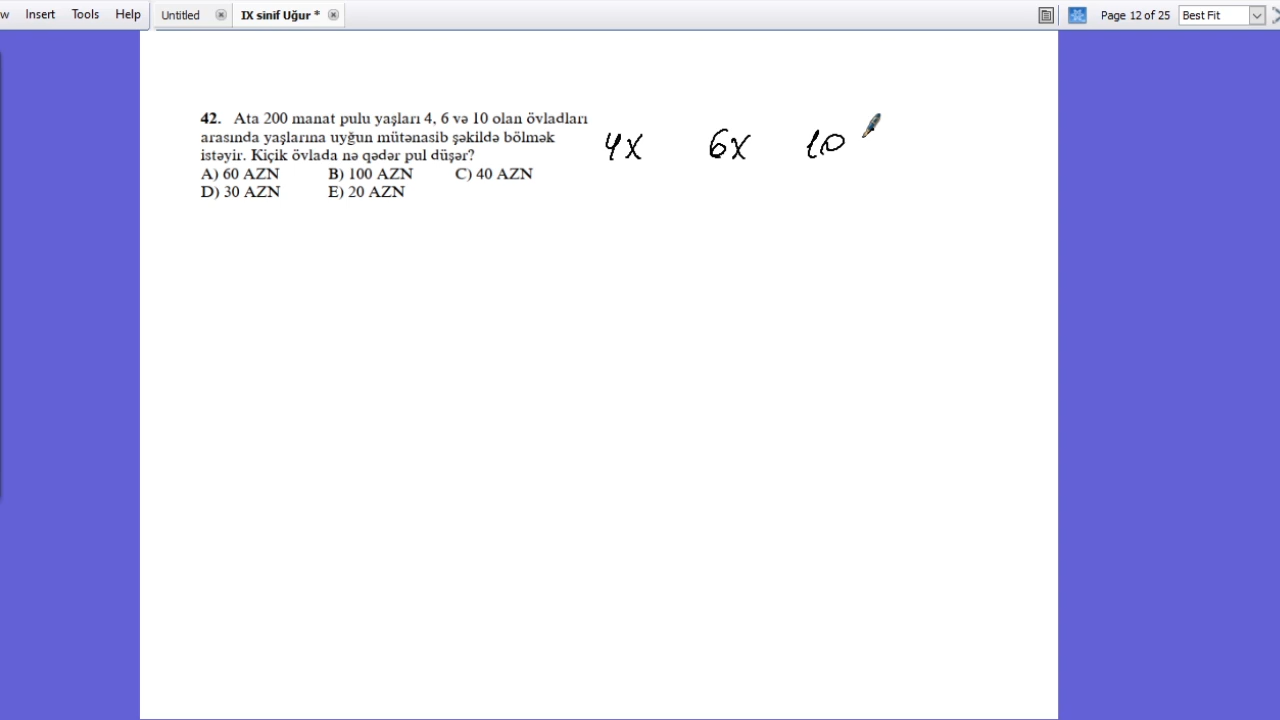 w Insert Tools Help Untitled IX sinif Uğur * Page 12 of 25 Best Fit
42. Ata 200 manat pulu yaşları 4, 6 və 10 olan övladları
arasında yaşlarına uyğun mütənasib şəkildə bölmək
istəyir. Kiçik övlada nə qədər pul düşər?
A) 60 AZN B) 100 AZN C) 40 AZN
D) 30 AZN E) 20 AZN
4x 6x 10